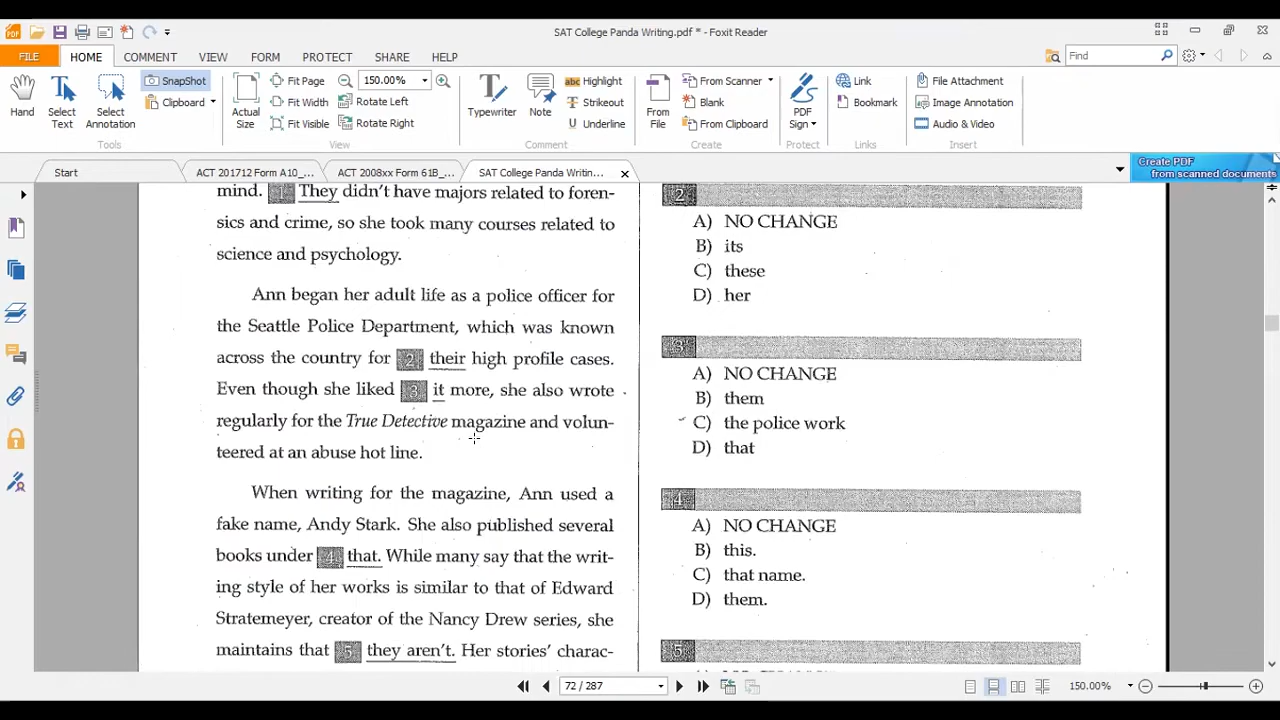 SAT College Panda Writing.pdf * - Foxit Reader
FILE HOME COMMENT VIEW FORM PROTECT SHARE HELP
Find
Hand
Select Text
Select Annotation
SnapShot
Clipboard
Tools
Actual Size
Fit Page
Fit Width
Fit Visible
150.00%
Rotate Left
Rotate Right
View
Typewriter
Note
Highlight
Strikeout
Underline
Comment
From File
From Scanner
Blank
From Clipboard
Create
PDF Sign
Protect
Link
Bookmark
Links
File Attachment
Image Annotation
Audio & Video
Insert
Start
ACT 201712 Form A10_...
ACT 2008xx Form 61B_...
SAT College Panda Writin...
Create PDF
from scanned documents
mind. 1 They didn't have majors related to foren-
sics and crime, so she took many courses related to
science and psychology.
Ann began her adult life as a police officer for
the Seattle Police Department, which was known
across the country for 2 their high profile cases.
Even though she liked 3 it more, she also wrote
regularly for the True Detective magazine and volun-
teered at an abuse hot line.
When writing for the magazine, Ann used a
fake name, Andy Stark. She also published several
books under 4 that. While many say that the writ-
ing style of her works is similar to that of Edward
Stratemeyer, creator of the Nancy Drew series, she
maintains that 5 they aren't. Her stories' charac-
2
A) NO CHANGE
B) its
C) these
D) her
3
A) NO CHANGE
B) them
C) the police work
D) that
4
A) NO CHANGE
B) this.
C) that name.
D) them.
5
72 / 287
150.00%